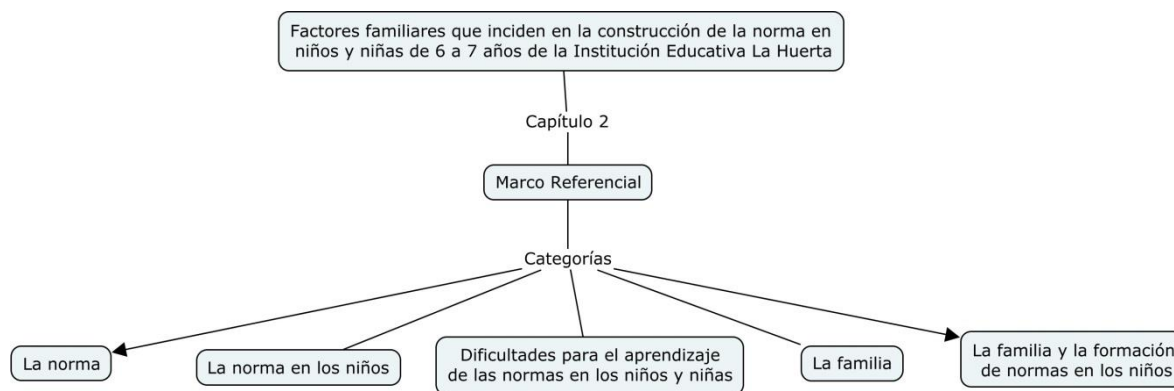 Factores familiares que inciden en la construcción de la norma en
niños y niñas de 6 a 7 años de la Institución Educativa La Huerta
Capítulo 2
Marco Referencial
Categorías
La norma
La norma en los niños
Dificultades para el aprendizaje
de las normas en los niños y niñas
La familia
La familia y la formación
de normas en los niños